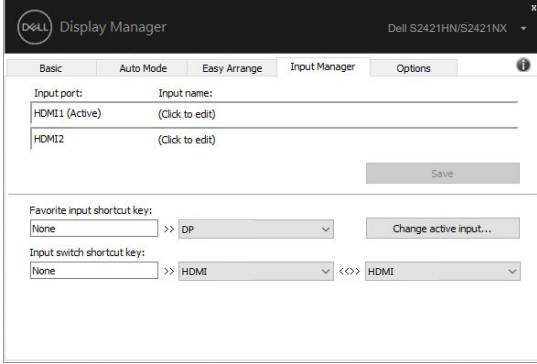 DELL Display Manager Dell S2421HN/S2421NX x
Basic Auto Mode Easy Arrange Input Manager Options i
Input port: Input name:
HDMI1 (Active) (Click to edit)
HDMI2 (Click to edit)
Save
Favorite input shortcut key:
None >> DP Change active input...
Input switch shortcut key:
None >> HDMI <<>> HDMI